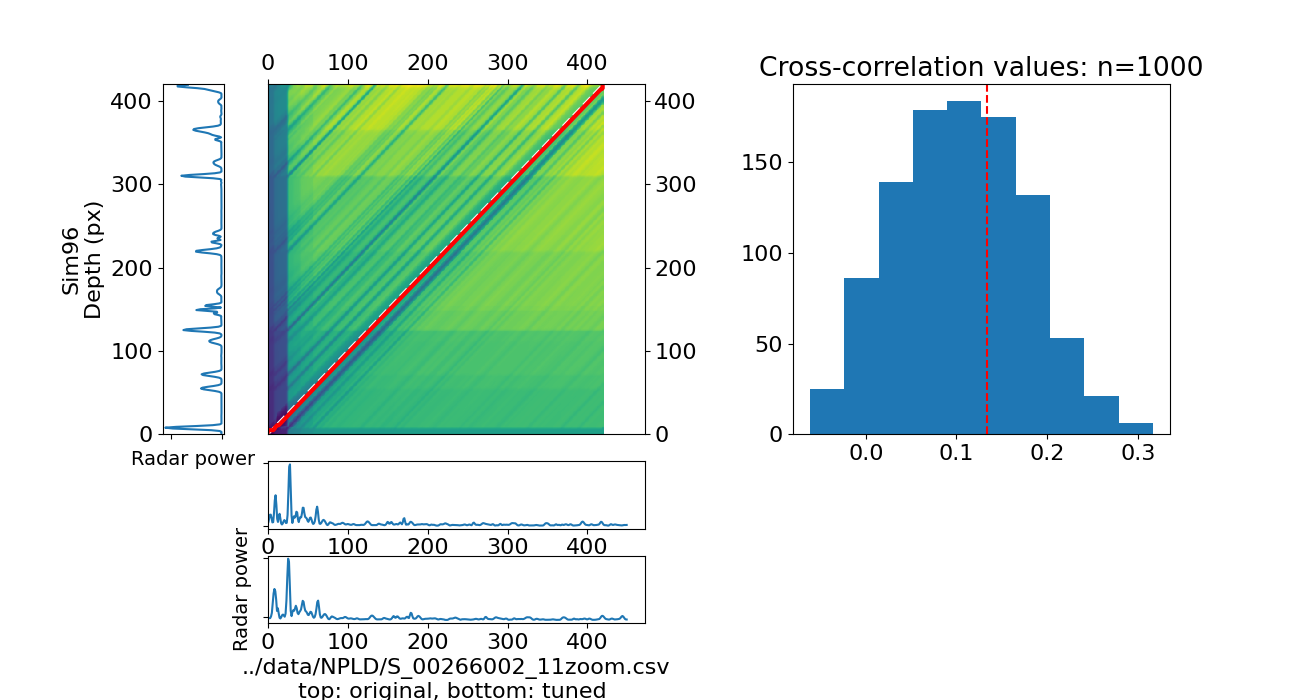 Cross-correlation values: n=1000
0 100 200 300 400
400
300
200
100
0
Sim96
Depth (px)
Radar power
400
300
200
100
0
150
100
50
0
0.0 0.1 0.2 0.3
0 100 200 300 400
Radar power
0 100 200 300 400
../data/NPLD/S_00266002_11zoom.csv
top: original, bottom: tuned